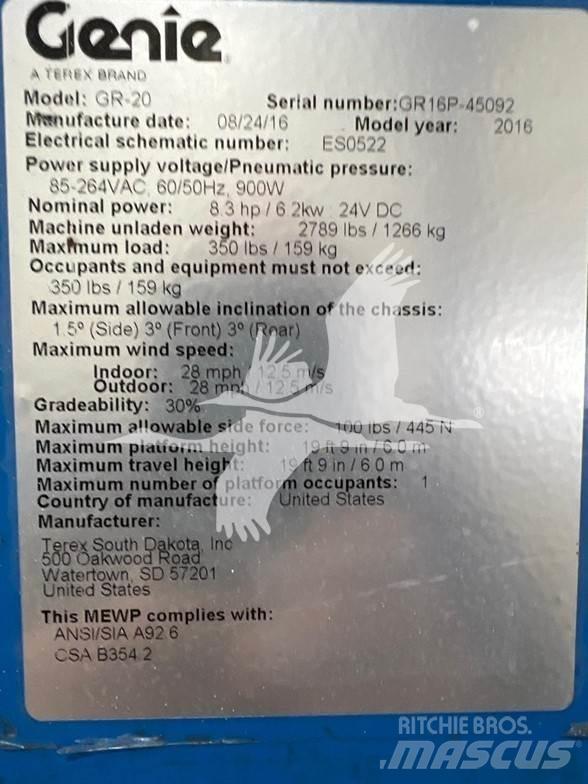 Genie
A TEREX BRAND
Model: GR-20 Serial number:GR16P-45092
Manufacture date: 08/24/16 Model year: 2016
Electrical schematic number: ES0522
Power supply voltage/Pneumatic pressure:
85-264VAC, 60/50Hz, 900W
Nominal power: 8.3 hp / 6.2kw 24V DC
Machine unladen weight: 2789 lbs / 1266 kg
Maximum load: 350 lbs / 159 kg
Occupants and equipment must not exceed:
350 lbs / 159 kg
Maximum allowable inclination of the chassis:
1.5º (Side) 3º (Front) 3º (Rear)
Maximum wind speed:
Indoor: 28 mph / 12.5 m/s
Outdoor: 28 mph / 12.5 m/s
Gradeability: 30%
Maximum allowable side force: 100 lbs / 445 N
Maximum platform height: 19 ft 9 in / 6.0 m
Maximum travel height: 19 ft 9 in / 6.0 m
Maximum number of platform occupants: 1
Country of manufacture: United States
Manufacturer:
Terex South Dakota, Inc
500 Oakwood Road
Watertown, SD 57201
United States
This MEWP complies with:
ANSI/SIA A92.6
CSA B354.2
RITCHIE BROS.
MASCUS